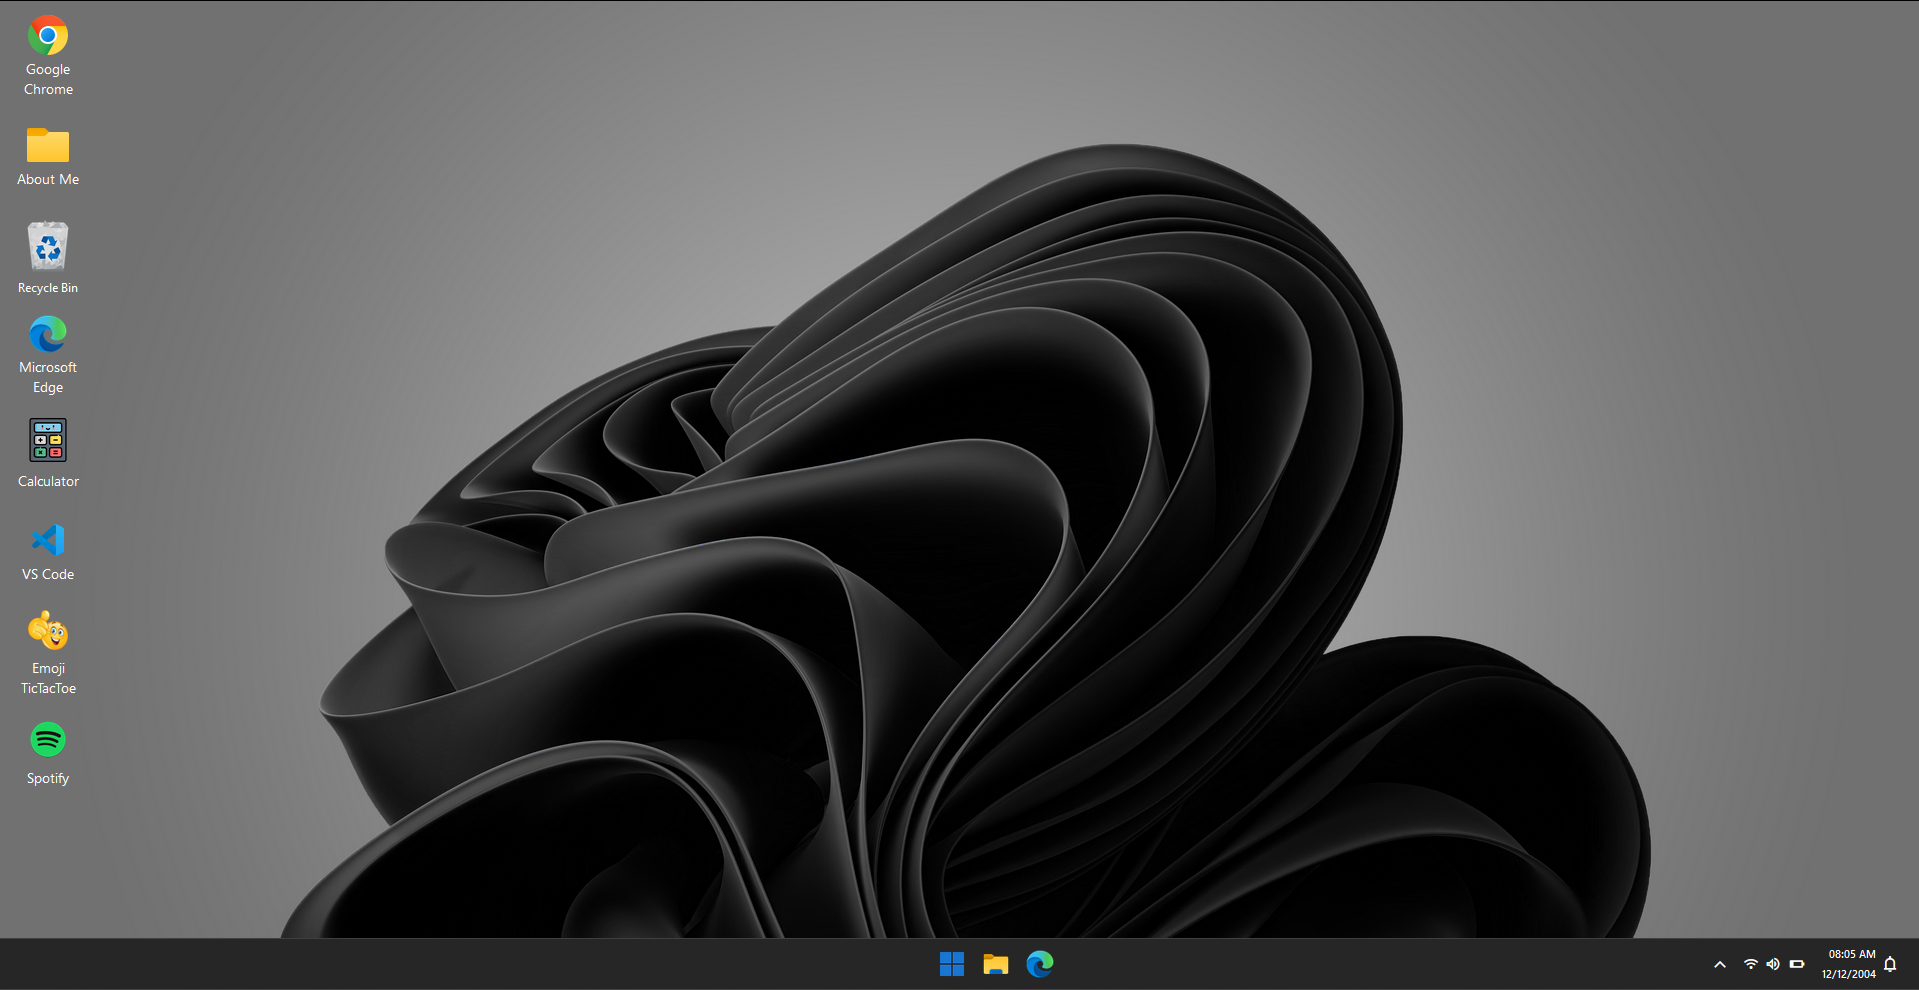 Google
Chrome
About Me
Recycle Bin
Microsoft
Edge
Calculator
VS Code
Emoji
TicTacToe
Spotify
08:05 AM
12/12/2004